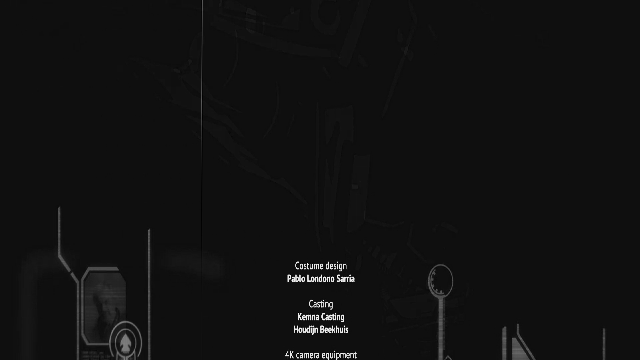 Costume design
Pablo Londono Sarria
Casting
Kemna Casting
Houdijn Beekhuis
4K camera equipment